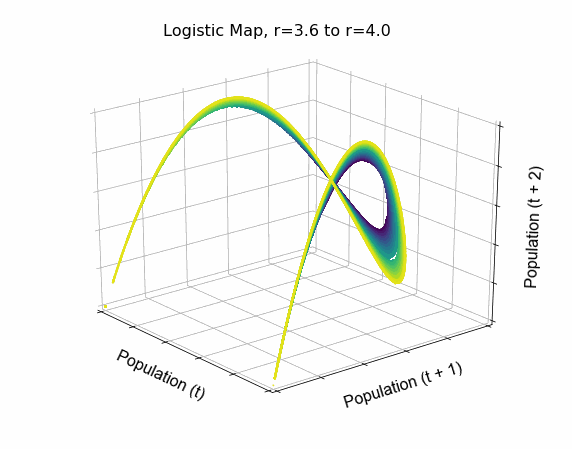 Logistic Map, r=3.6 to r=4.0
Population (t + 2)
Population (t)
Population (t + 1)